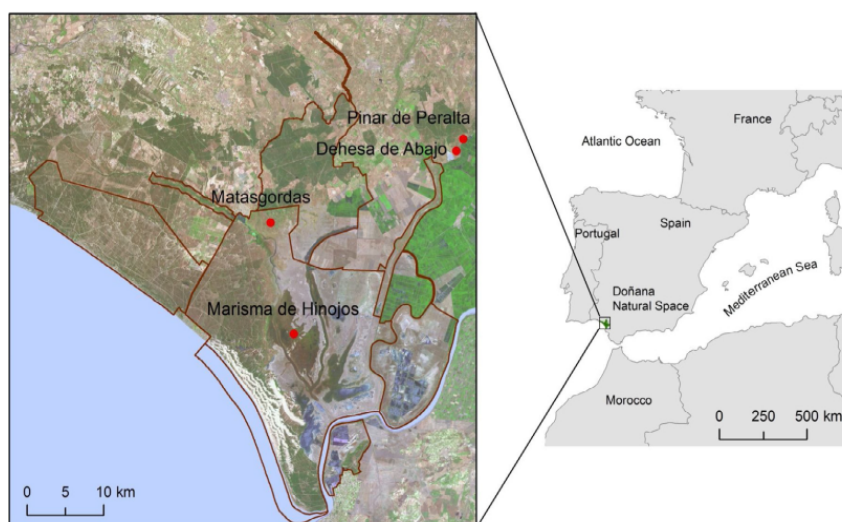 Pinar de Peralta
Dehesa de Abajo
Matasgordas
Marisma de Hinojos
0 5 10 km
France
Atlantic Ocean
Spain
Portugal
Doñana
Natural Space
Mediterranean Sea
Morocco
0 250 500 km